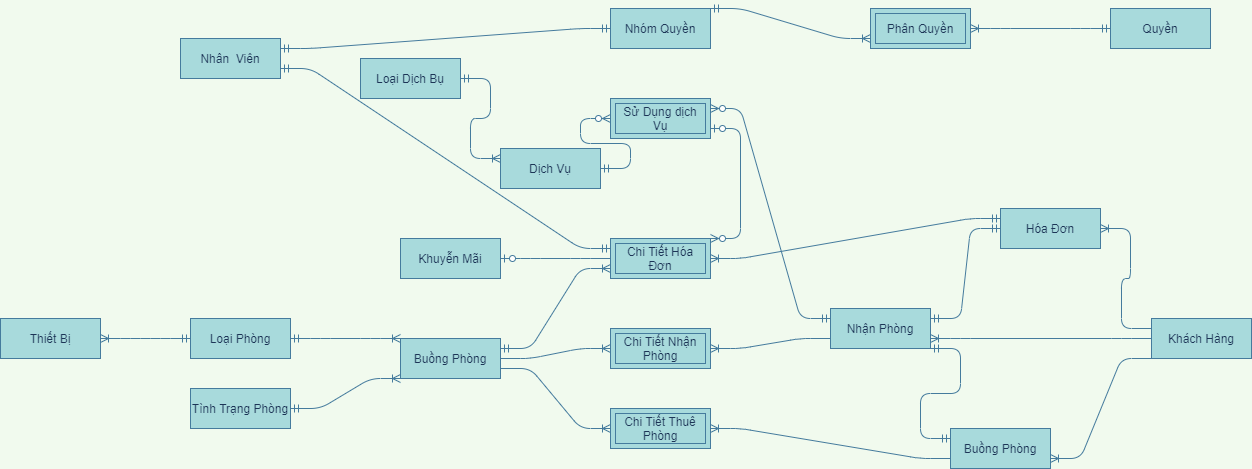 Nhân  Viên
Nhóm Quyền
Phân Quyền
Quyền
Loại Dịch Bụ
Sử Dụng dịch
Vụ
Dịch Vụ
Khuyễn Mãi
Chi Tiết Hóa
Đơn
Hóa Đơn
Thiết Bị
Loại Phòng
Buồng Phòng
Chi Tiết Nhận
Phòng
Nhận Phòng
Khách Hàng
Tình Trạng Phòng
Chi Tiết Thuê
Phòng
Buồng Phòng